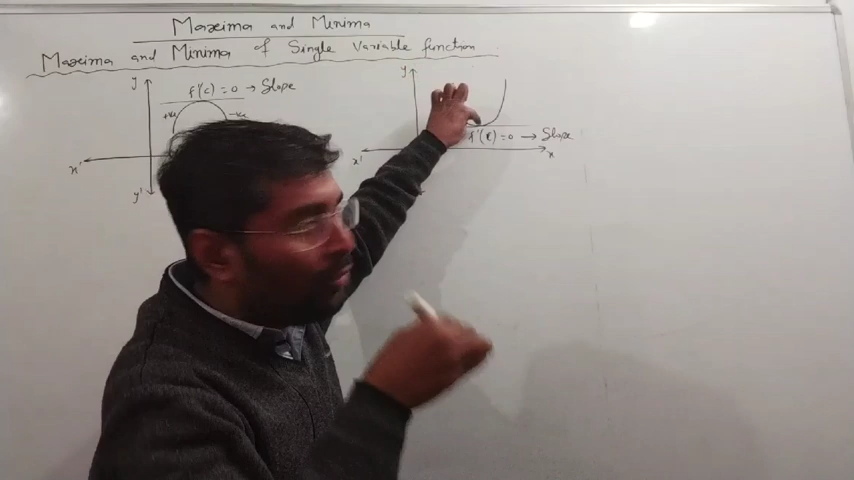 Maxima and Minima
Maxima and Minima of Single Variable function
y
f'(c) = 0 → Slope
+ve
-ve
x'
y'
y
f'(c) = 0 → Slope
x'
x